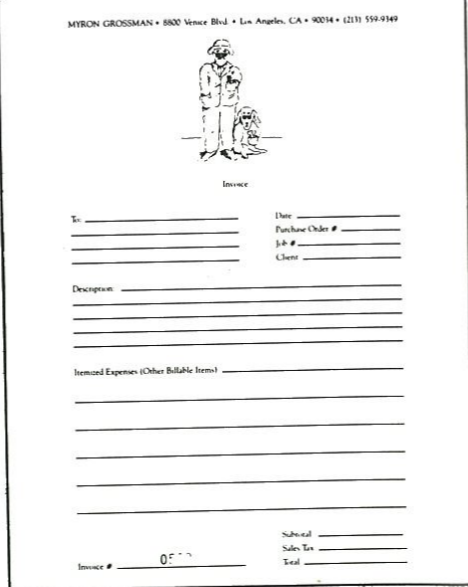 MYRON GROSSMAN • 8800 Venice Blvd. • Los Angeles, CA • 90034 • (213) 559-9349
Invoice
To:
Date
Purchase Order #
Job #
Client
Description:
Itemized Expenses (Other Billable Items)
Subtotal
Sales Tax
Total
Invoice #